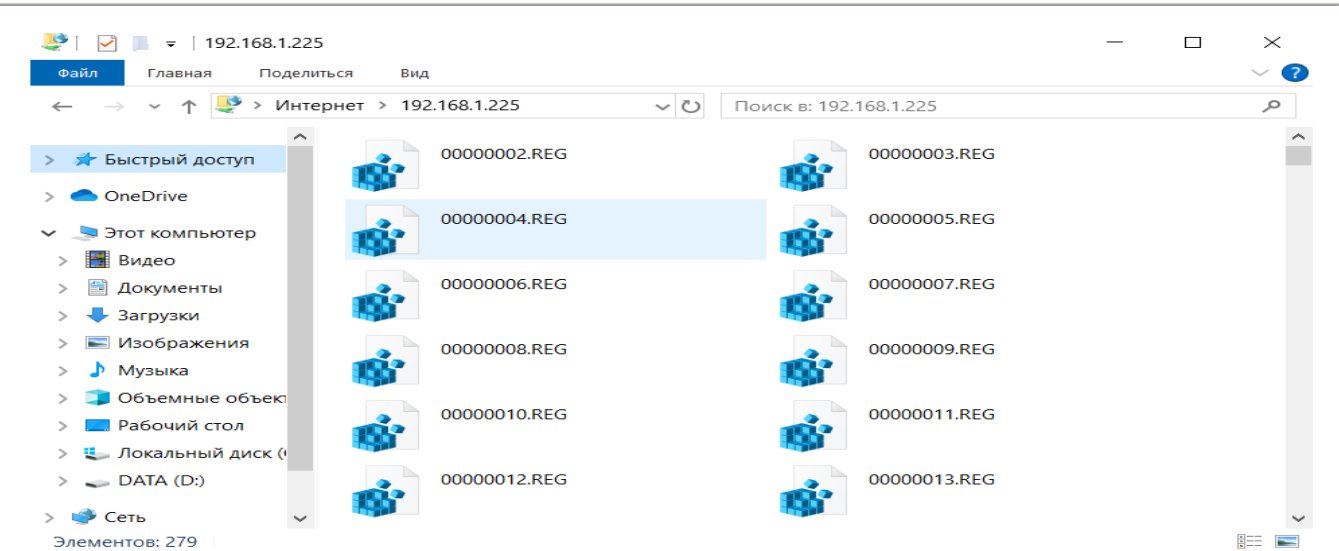 192.168.1.225
Файл Главная Поделиться Вид
Интернет > 192.168.1.225
Поиск в: 192.168.1.225
Быстрый доступ
OneDrive
Этот компьютер
Видео
Документы
Загрузки
Изображения
Музыка
Объемные объект
Рабочий стол
Локальный диск (
DATA (D:)
Сеть
00000002.REG 00000003.REG
00000004.REG 00000005.REG
00000006.REG 00000007.REG
00000008.REG 00000009.REG
00000010.REG 00000011.REG
00000012.REG 00000013.REG
Элементов: 279